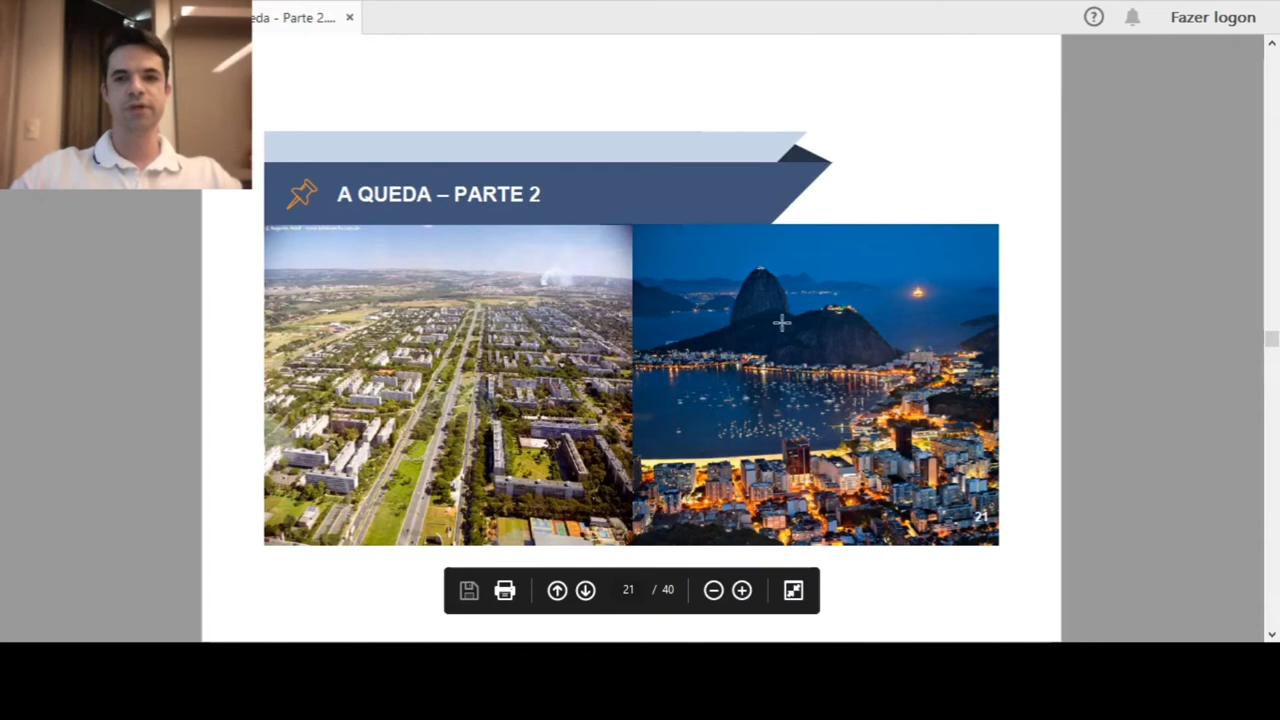 eda - Parte 2....
Fazer logon
A QUEDA – PARTE 2
21
21 / 40